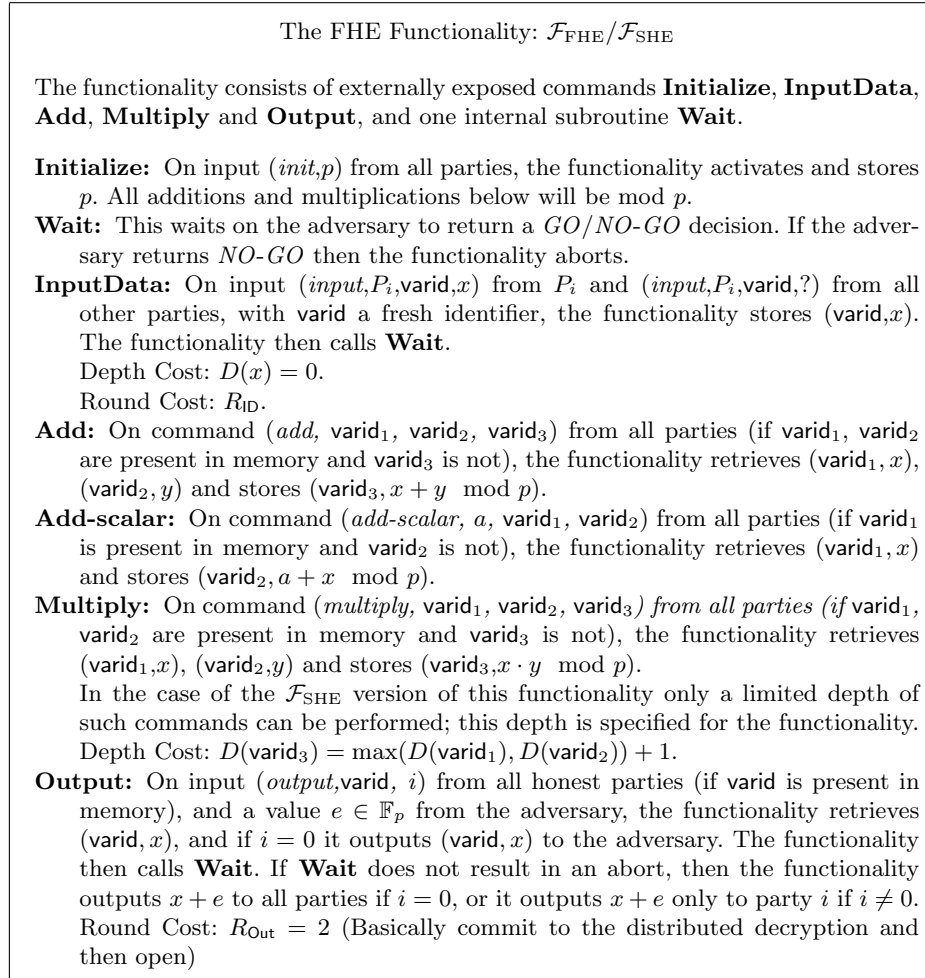 The FHE Functionality: F_FHE/F_SHE
The functionality consists of externally exposed commands Initialize, InputData,
Add, Multiply and Output, and one internal subroutine Wait.
Initialize: On input (init,p) from all parties, the functionality activates and stores
p. All additions and multiplications below will be mod p.
Wait: This waits on the adversary to return a GO/NO-GO decision. If the adver-
sary returns NO-GO then the functionality aborts.
InputData: On input (input,P_i,varid,x) from P_i and (input,P_i,varid,?) from all
other parties, with varid a fresh identifier, the functionality stores (varid,x).
The functionality then calls Wait.
Depth Cost: D(x) = 0.
Round Cost: R_ID.
Add: On command (add, varid_1, varid_2, varid_3) from all parties (if varid_1, varid_2
are present in memory and varid_3 is not), the functionality retrieves (varid_1, x),
(varid_2, y) and stores (varid_3, x + y mod p).
Add-scalar: On command (add-scalar, a, varid_1, varid_2) from all parties (if varid_1
is present in memory and varid_2 is not), the functionality retrieves (varid_1, x)
and stores (varid_2, a + x mod p).
Multiply: On command (multiply, varid_1, varid_2, varid_3) from all parties (if varid_1,
varid_2 are present in memory and varid_3 is not), the functionality retrieves
(varid_1,x), (varid_2,y) and stores (varid_3,x · y mod p).
In the case of the F_SHE version of this functionality only a limited depth of
such commands can be performed; this depth is specified for the functionality.
Depth Cost: D(varid_3) = max(D(varid_1), D(varid_2)) + 1.
Output: On input (output,varid, i) from all honest parties (if varid is present in
memory), and a value e ∈ 𝔽_p from the adversary, the functionality retrieves
(varid, x), and if i = 0 it outputs (varid, x) to the adversary. The functionality
then calls Wait. If Wait does not result in an abort, then the functionality
outputs x + e to all parties if i = 0, or it outputs x + e only to party i if i ≠ 0.
Round Cost: R_Out = 2 (Basically commit to the distributed decryption and
then open)